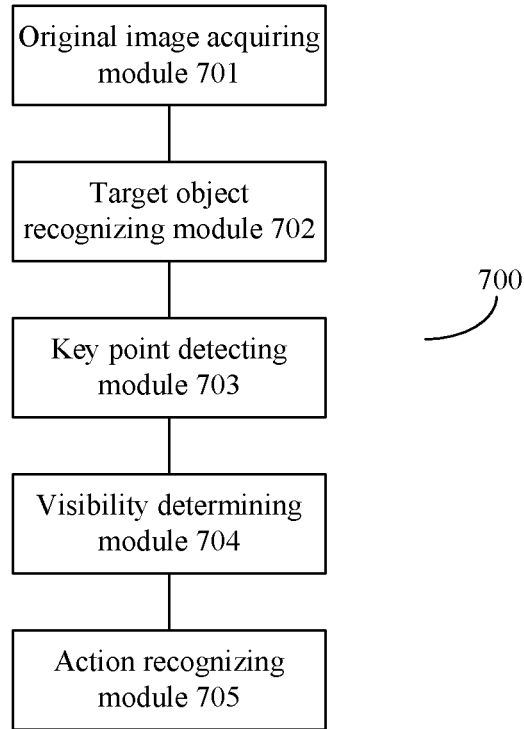 Original image acquiring
module 701
Target object
recognizing module 702
700
Key point detecting
module 703
Visibility determining
module 704
Action recognizing
module 705